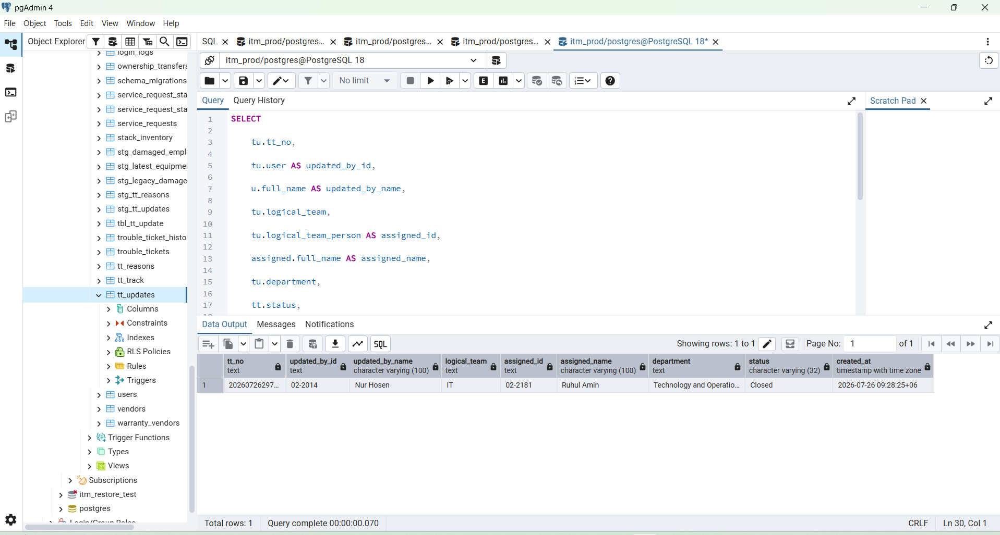 pgAdmin 4
File Object Tools Edit View Window Help
Object Explorer
login_logs
ownership_transfers
schema_migrations
service_request_sta
service_request_sta
service_requests
stack_inventory
stg_damaged_empl
stg_latest_equipme
stg_legacy_damage
stg_tt_reasons
stg_tt_updates
tbl_tt_update
trouble_ticket_histo
trouble_tickets
tt_reasons
tt_track
tt_updates
Columns
Constraints
Indexes
RLS Policies
Rules
Triggers
users
vendors
warranty_vendors
Trigger Functions
Types
Views
Subscriptions
itm_restore_test
postgres
Login/Group Roles
SQL itm_prod/postgres... itm_prod/postgres... itm_prod/postgres... itm_prod/postgres@PostgreSQL 18*
itm_prod/postgres@PostgreSQL 18
No limit E
Query Query History
Scratch Pad
1 SELECT
2
3 tu.tt_no,
4
5 tu.user AS updated_by_id,
6
7 u.full_name AS updated_by_name,
8
9 tu.logical_team,
10
11 tu.logical_team_person AS assigned_id,
12
13 assigned.full_name AS assigned_name,
14
15 tu.department,
16
17 tt.status,
18
Data Output Messages Notifications
SQL Showing rows: 1 to 1 Page No: 1 of 1
tt_no updated_by_id updated_by_name logical_team assigned_id assigned_name department status created_at
text text character varying (100) text text character varying (100) text character varying (32) timestamp with time zone
1 20260726297... 02-2014 Nur Hosen IT 02-2181 Ruhul Amin Technology and Operatio... Closed 2026-07-26 09:28:25+06
Total rows: 1 Query complete 00:00:00.070 CRLF Ln 30, Col 1